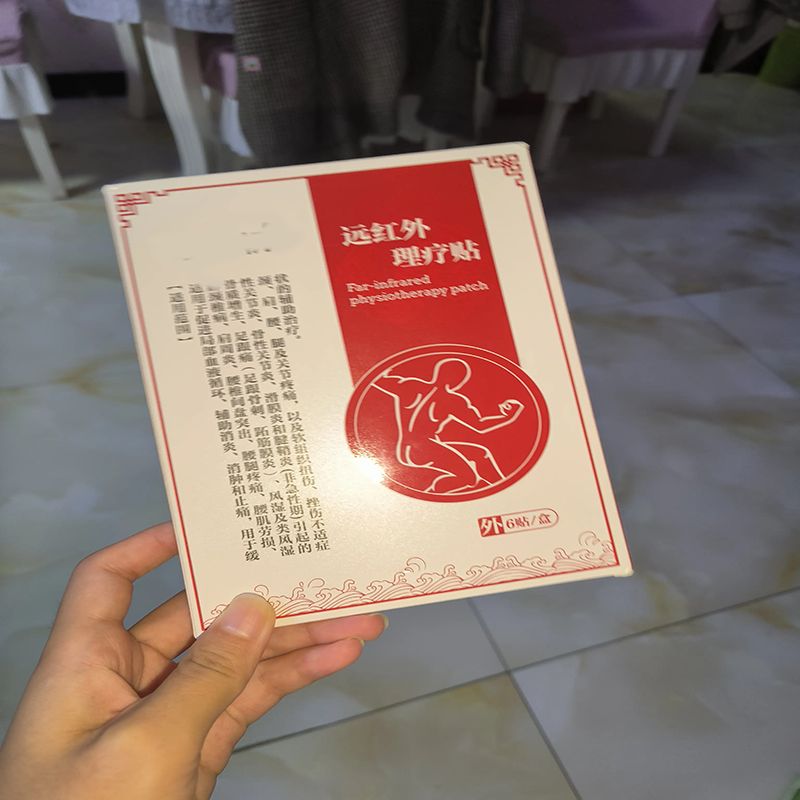 远红外
理疗贴
Far-infrared
physiotherapy patch
【适用范围】
适用于促进局部血液循环、辅助消炎、消肿和止痛，用于缓
颈椎病、肩周炎、腰椎间盘突出、腰腿疼痛、腰肌劳损、
骨质增生、足跟痛（足跟骨刺、跖筋膜炎）、风湿及类风湿
性关节炎、骨性关节炎、滑膜炎和腱鞘炎(非急性期)引起的
颈、肩、腰、腿及关节疼痛，以及软组织扭伤、挫伤不适症
状的辅助治疗。
外 6贴/盒